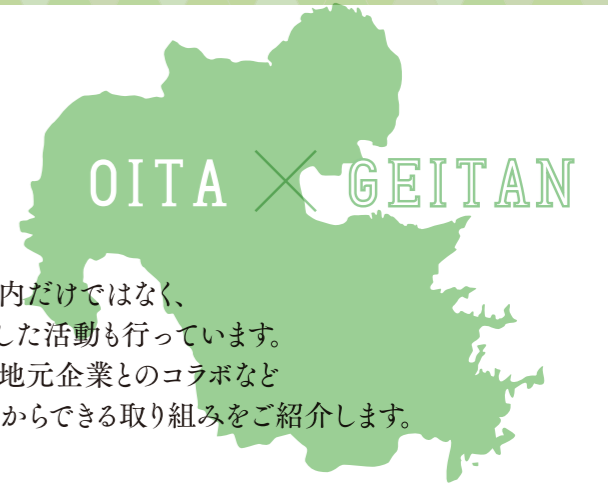 OITA × GEITAN
内だけではなく、
した活動も行っています。
地元企業とのコラボなど
からできる取り組みをご紹介します。